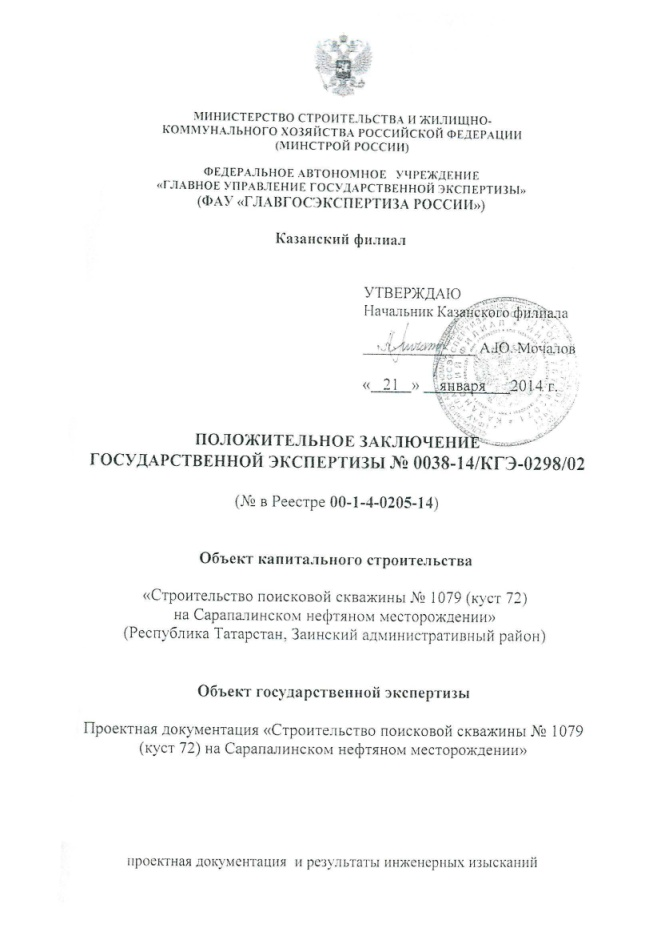 МИНИСТЕРСТВО СТРОИТЕЛЬСТВА И ЖИЛИЩНО-
КОММУНАЛЬНОГО ХОЗЯЙСТВА РОССИЙСКОЙ ФЕДЕРАЦИИ
(МИНСТРОЙ РОССИИ)
ФЕДЕРАЛЬНОЕ АВТОНОМНОЕ УЧРЕЖДЕНИЕ
«ГЛАВНОЕ УПРАВЛЕНИЕ ГОСУДАРСТВЕННОЙ ЭКСПЕРТИЗЫ»
(ФАУ «ГЛАВГОСЭКСПЕРТИЗА РОССИИ»)
Казанский филиал
УТВЕРЖДАЮ
Начальник Казанского филиала
А.Ю. Мочалов
« 21 » января 2014 г.
ПОЛОЖИТЕЛЬНОЕ ЗАКЛЮЧЕНИЕ
ГОСУДАРСТВЕННОЙ ЭКСПЕРТИЗЫ № 0038-14/КГЭ-0298/02
(№ в Реестре 00-1-4-0205-14)
Объект капитального строительства
«Строительство поисковой скважины № 1079 (куст 72)
на Сарапалинском нефтяном месторождении»
(Республика Татарстан, Заинский административный район)
Объект государственной экспертизы
Проектная документация «Строительство поисковой скважины № 1079
(куст 72) на Сарапалинском нефтяном месторождении»
проектная документация и результаты инженерных изысканий